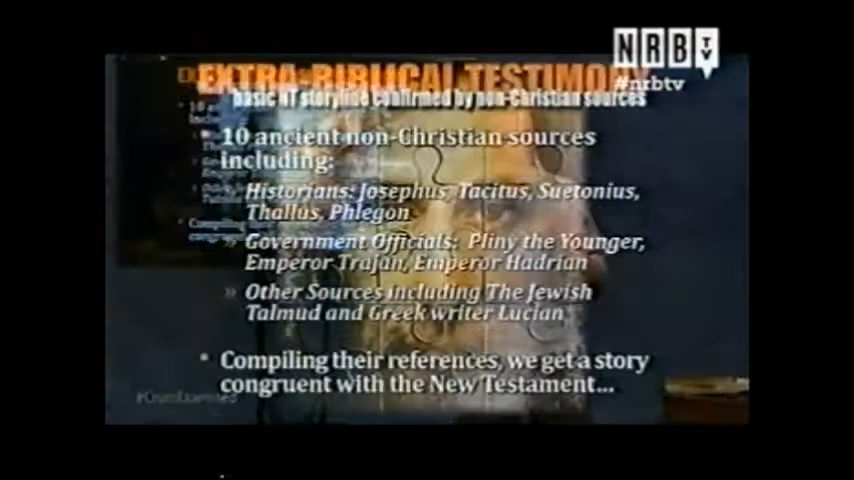 NRB
TV
#nrbtv
EXTRA-BIBLICAL TESTIMONY
basic NT storyline confirmed by non-Christian sources
• 10 ancient non-Christian sources
including:
» Historians: Josephus, Tacitus, Suetonius,
Thallus, Phlegon
» Government Officials: Pliny the Younger,
Emperor Trajan, Emperor Hadrian
» Other Sources including The Jewish
Talmud and Greek writer Lucian
• Compiling their references, we get a story
congruent with the New Testament...